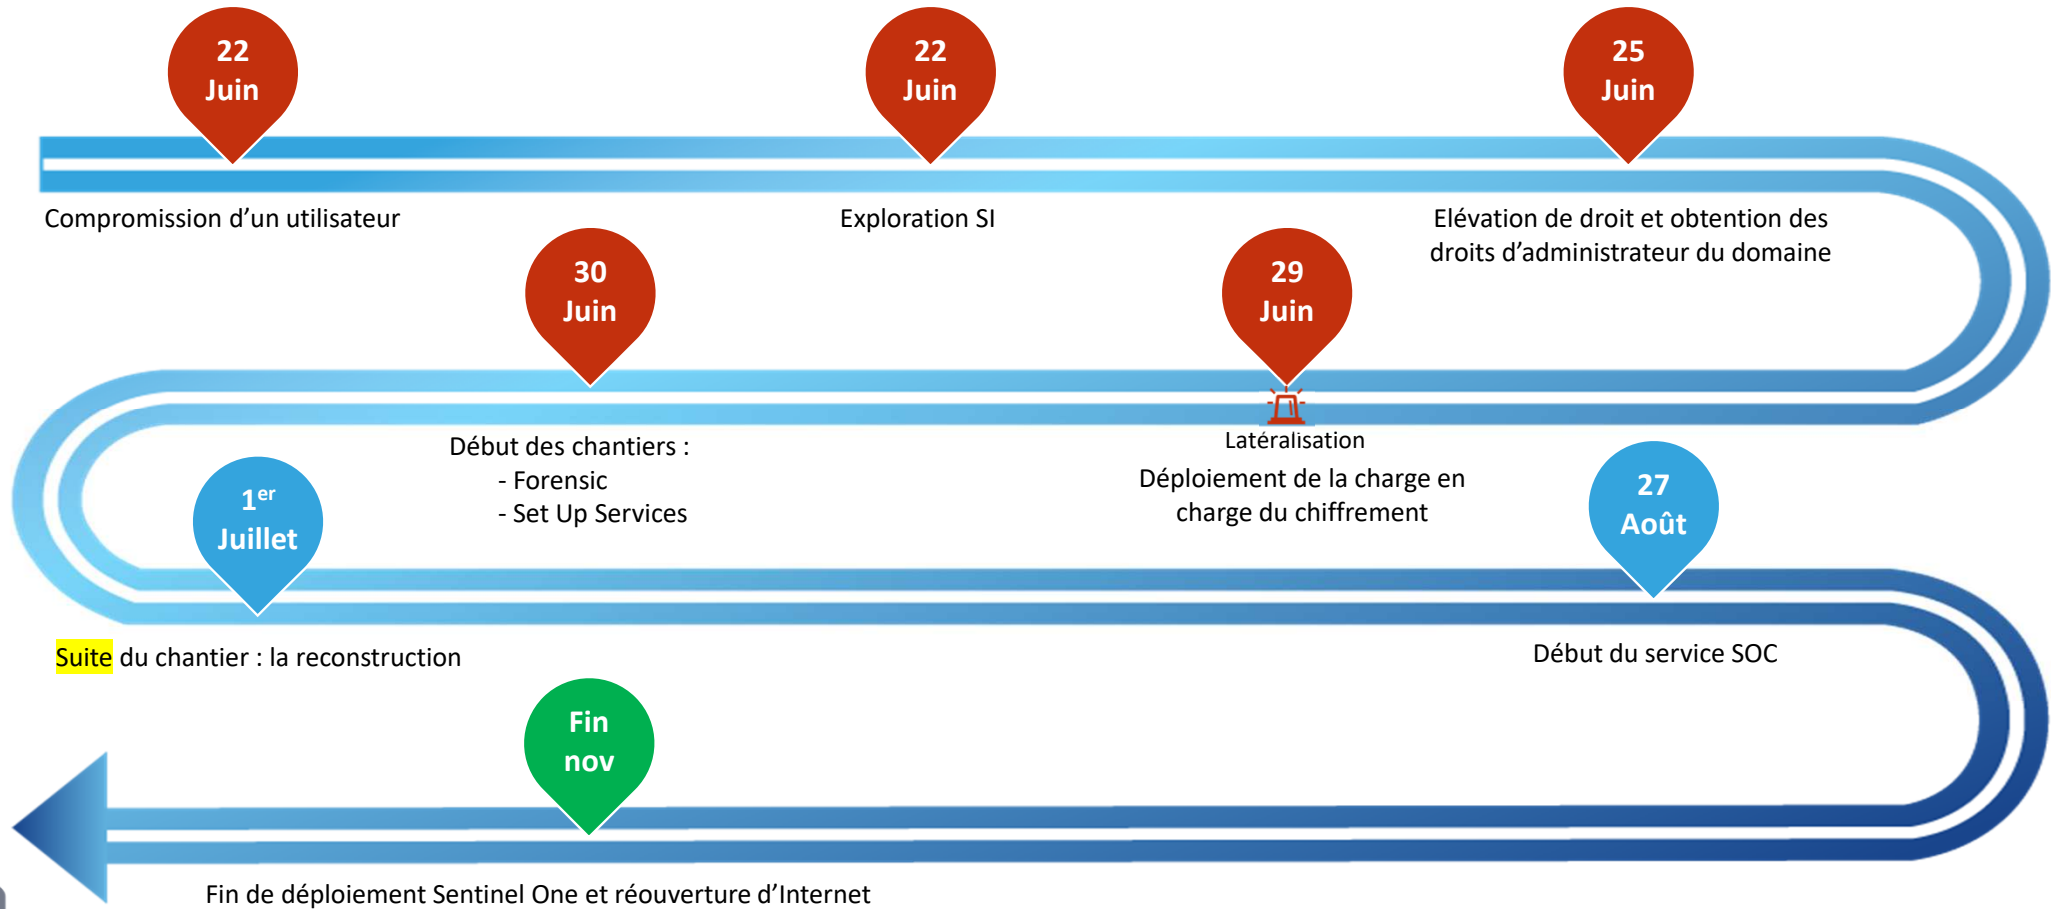 22
Juin
Compromission d’un utilisateur
22
Juin
Exploration SI
25
Juin
Elévation de droit et obtention des
droits d’administrateur du domaine
29
Juin
Latéralisation
Déploiement de la charge en
charge du chiffrement
30
Juin
Début des chantiers :
- Forensic
- Set Up Services
1er
Juillet
Suite du chantier : la reconstruction
27
Août
Début du service SOC
Fin
nov
Fin de déploiement Sentinel One et réouverture d’Internet